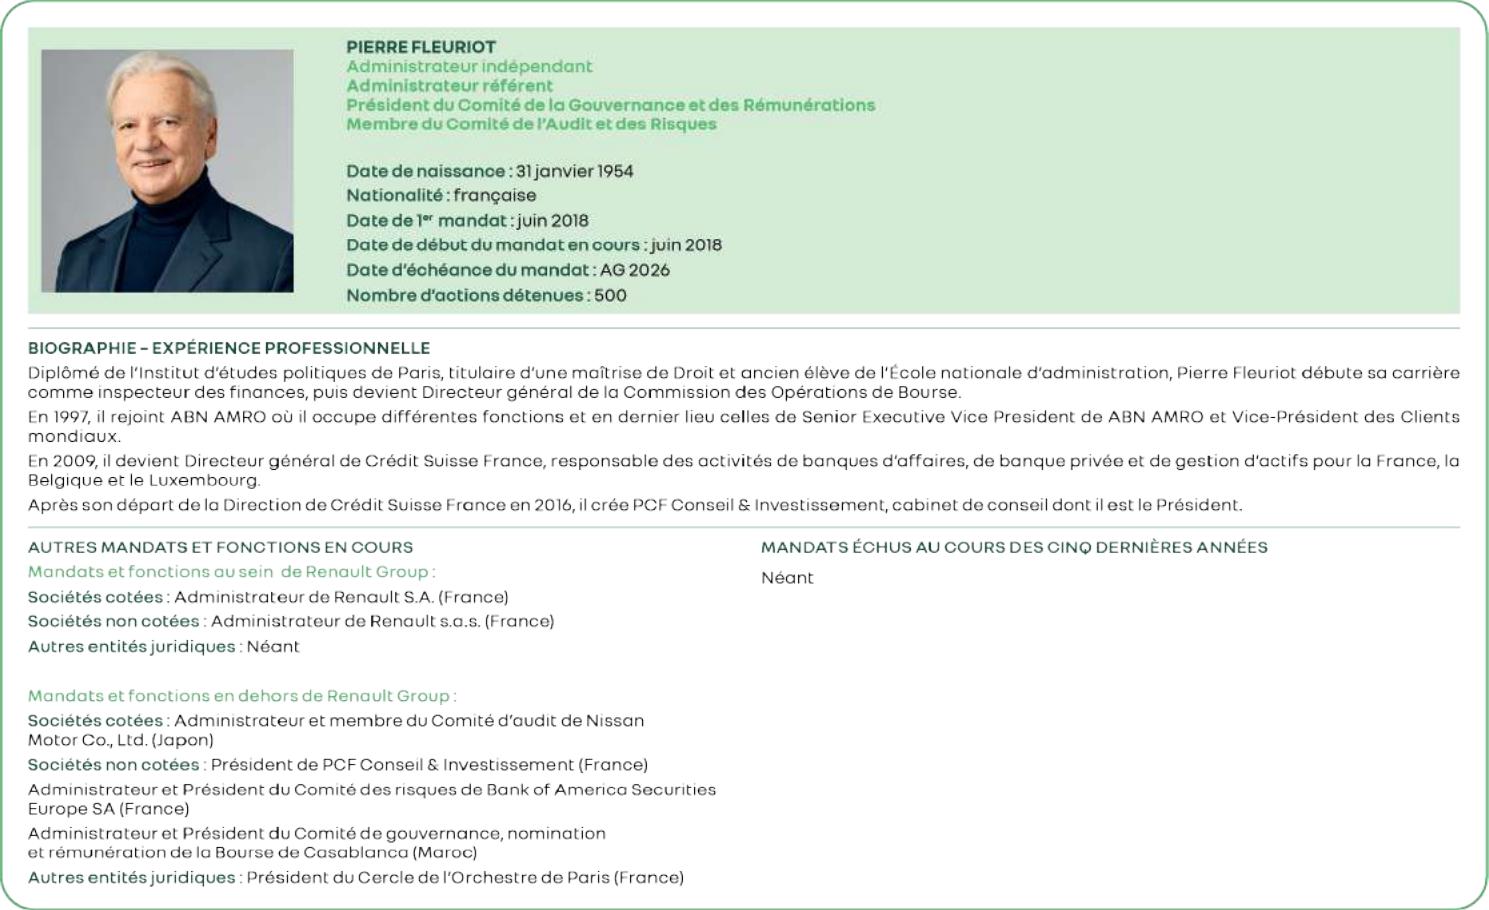 PIERRE FLEURIOT
Administrateur indépendant
Administrateur référent
Président du Comité de la Gouvernance et des Rémunérations
Membre du Comité de l'Audit et des Risques
Date de naissance : 31 janvier 1954
Nationalité : française
Date de 1er mandat : juin 2018
Date de début du mandat en cours : juin 2018
Date d'échéance du mandat : AG 2026
Nombre d'actions détenues : 500
BIOGRAPHIE – EXPÉRIENCE PROFESSIONNELLE
Diplômé de l'Institut d'études politiques de Paris, titulaire d'une maîtrise de Droit et ancien élève de l'École nationale d'administration, Pierre Fleuriot débute sa carrière
comme inspecteur des finances, puis devient Directeur général de la Commission des Opérations de Bourse.
En 1997, il rejoint ABN AMRO où il occupe différentes fonctions et en dernier lieu celles de Senior Executive Vice President de ABN AMRO et Vice-Président des Clients
mondiaux.
En 2009, il devient Directeur général de Crédit Suisse France, responsable des activités de banques d'affaires, de banque privée et de gestion d'actifs pour la France, la
Belgique et le Luxembourg.
Après son départ de la Direction de Crédit Suisse France en 2016, il crée PCF Conseil & Investissement, cabinet de conseil dont il est le Président.
AUTRES MANDATS ET FONCTIONS EN COURS
Mandats et fonctions au sein de Renault Group :
Sociétés cotées : Administrateur de Renault S.A. (France)
Sociétés non cotées : Administrateur de Renault s.a.s. (France)
Autres entités juridiques : Néant
Mandats et fonctions en dehors de Renault Group :
Sociétés cotées : Administrateur et membre du Comité d'audit de Nissan
Motor Co., Ltd. (Japon)
Sociétés non cotées : Président de PCF Conseil & Investissement (France)
Administrateur et Président du Comité des risques de Bank of America Securities
Europe SA (France)
Administrateur et Président du Comité de gouvernance, nomination
et rémunération de la Bourse de Casablanca (Maroc)
Autres entités juridiques : Président du Cercle de l'Orchestre de Paris (France)
MANDATS ÉCHUS AU COURS DES CINQ DERNIÈRES ANNÉES
Néant